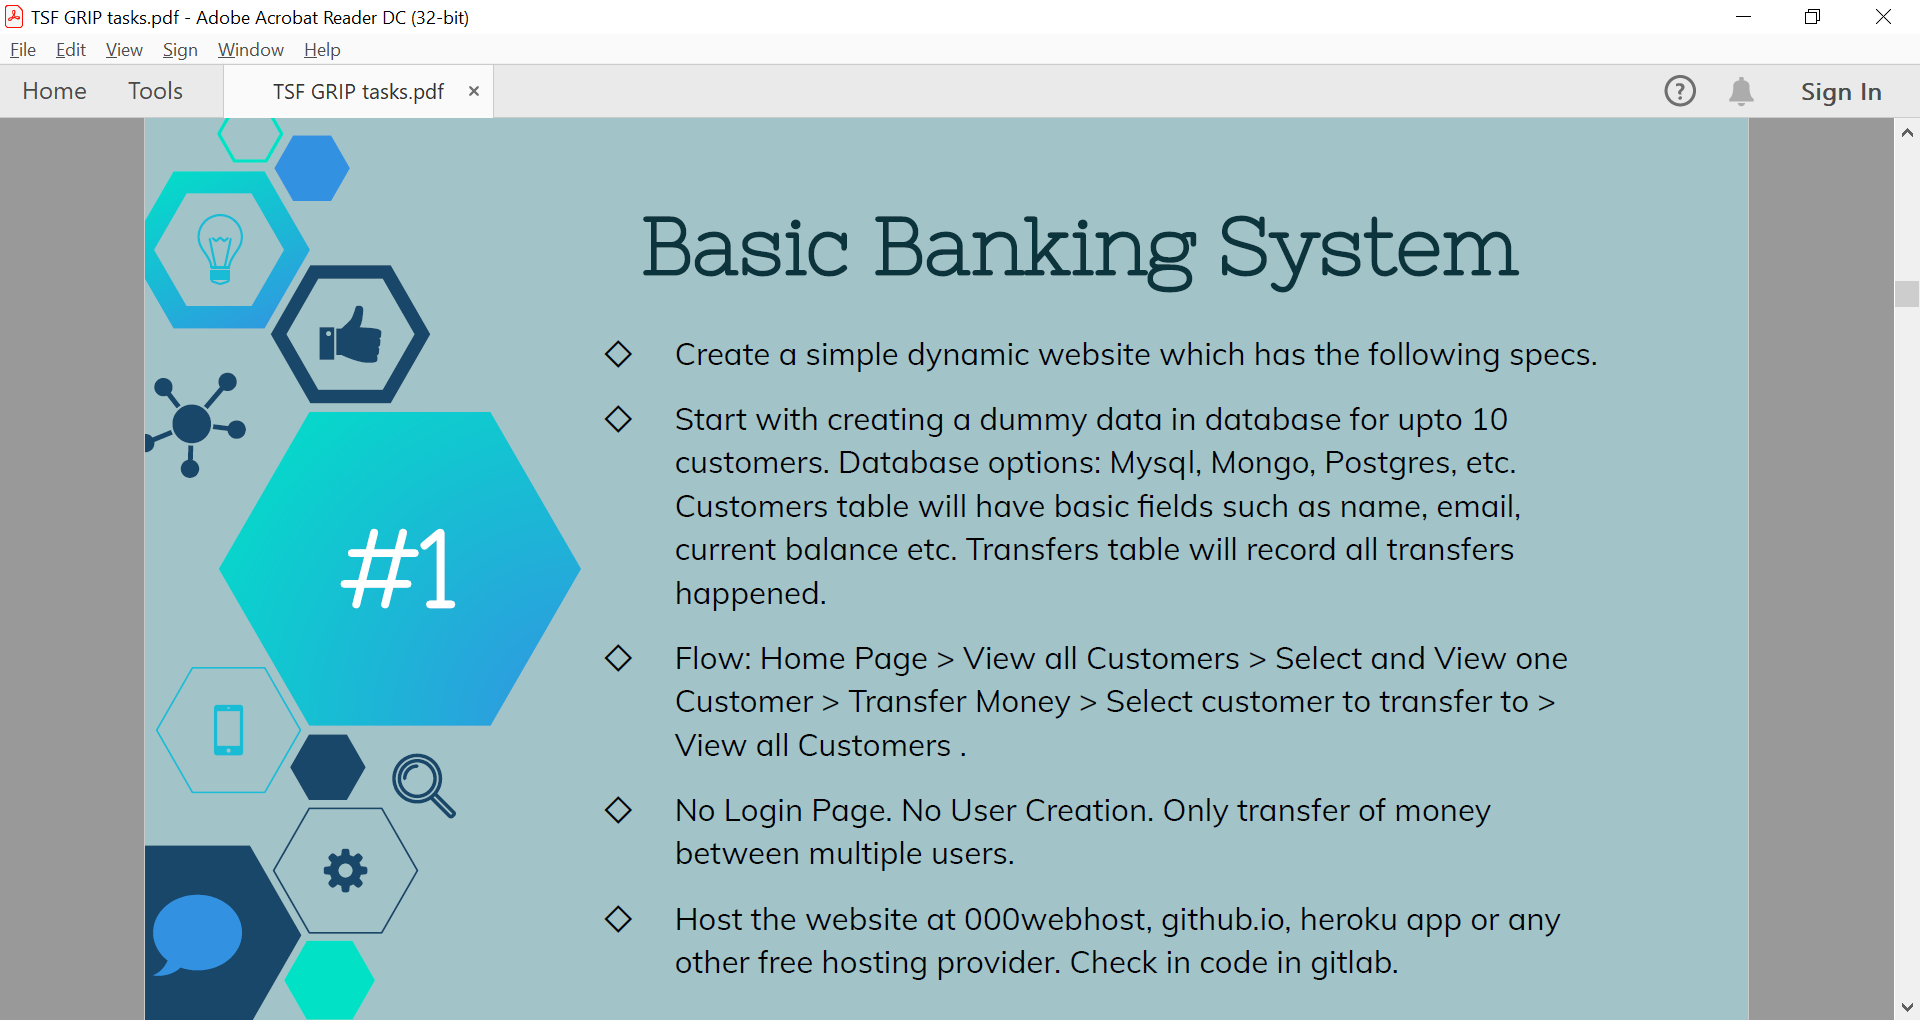 TSF GRIP tasks.pdf - Adobe Acrobat Reader DC (32-bit)
File Edit View Sign Window Help
Home Tools TSF GRIP tasks.pdf × ? Sign In
Basic Banking System
Create a simple dynamic website which has the following specs.
Start with creating a dummy data in database for upto 10
customers. Database options: Mysql, Mongo, Postgres, etc.
Customers table will have basic fields such as name, email,
current balance etc. Transfers table will record all transfers
happened.
#1
Flow: Home Page > View all Customers > Select and View one
Customer > Transfer Money > Select customer to transfer to >
View all Customers .
No Login Page. No User Creation. Only transfer of money
between multiple users.
Host the website at 000webhost, github.io, heroku app or any
other free hosting provider. Check in code in gitlab.